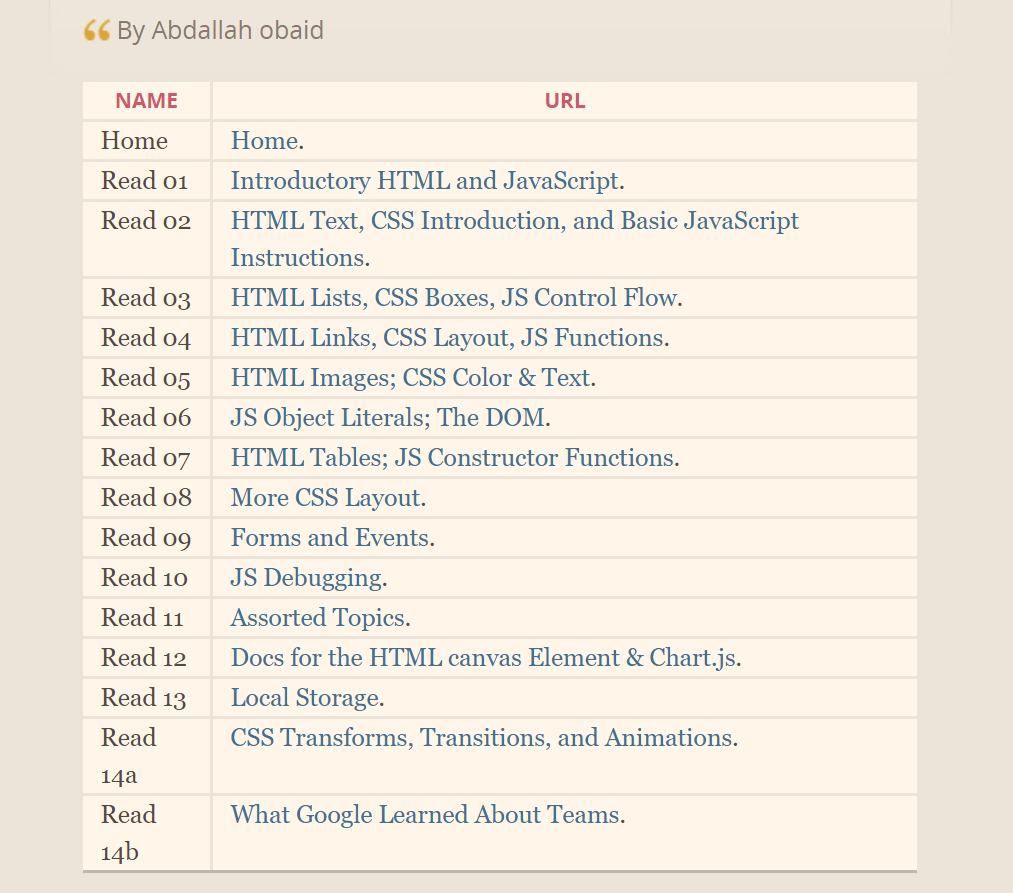 “ By Abdallah obaid
NAME URL
Home Home.
Read 01 Introductory HTML and JavaScript.
Read 02 HTML Text, CSS Introduction, and Basic JavaScript
Instructions.
Read 03 HTML Lists, CSS Boxes, JS Control Flow.
Read 04 HTML Links, CSS Layout, JS Functions.
Read 05 HTML Images; CSS Color & Text.
Read 06 JS Object Literals; The DOM.
Read 07 HTML Tables; JS Constructor Functions.
Read 08 More CSS Layout.
Read 09 Forms and Events.
Read 10 JS Debugging.
Read 11 Assorted Topics.
Read 12 Docs for the HTML canvas Element & Chart.js.
Read 13 Local Storage.
Read CSS Transforms, Transitions, and Animations.
14a
Read What Google Learned About Teams.
14b